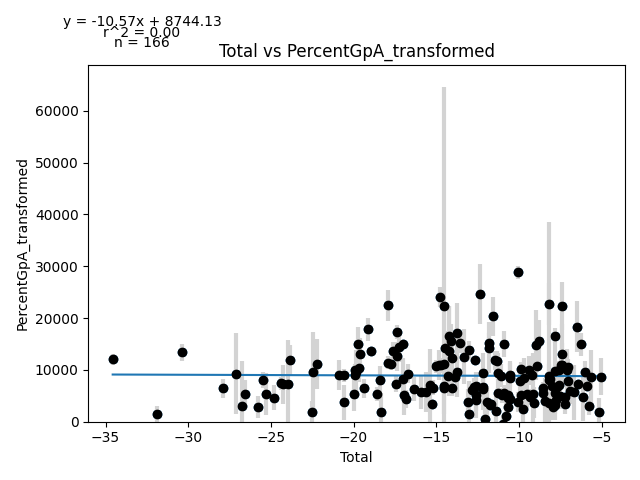 y = -10.57x + 8744.13
r^2 = 0.00
n = 166
Total vs PercentGpA_transformed
PercentGpA_transformed
60000
50000
40000
30000
20000
10000
0
−35
−30
−25
−20
−15
−10
−5
Total